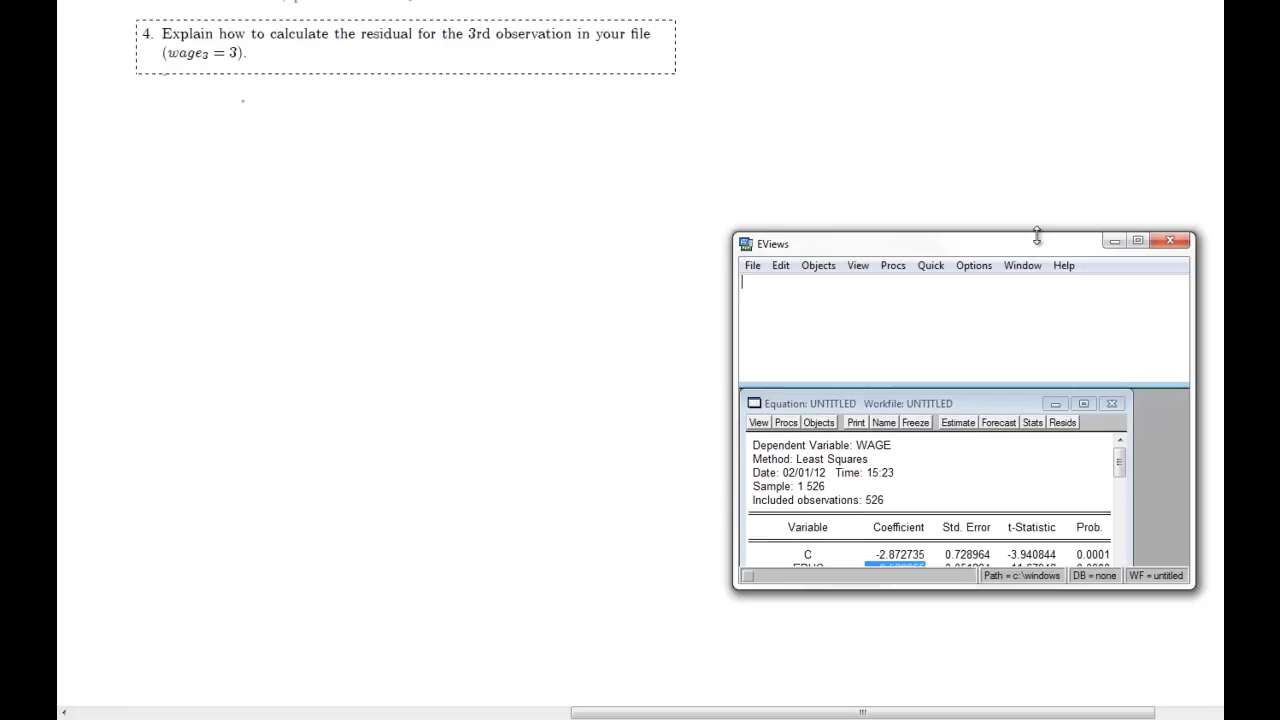 4. Explain how to calculate the residual for the 3rd observation in your file
(wage₃ = 3).
EViews
File Edit Objects View Procs Quick Options Window Help
Equation: UNTITLED Workfile: UNTITLED
View Procs Objects Print Name Freeze Estimate Forecast Stats Resids
Dependent Variable: WAGE
Method: Least Squares
Date: 02/01/12 Time: 15:23
Sample: 1 526
Included observations: 526
Variable Coefficient Std. Error t-Statistic Prob.
C -2.872735 0.728964 -3.940844 0.0001
Path = c:\windows DB = none WF = untitled